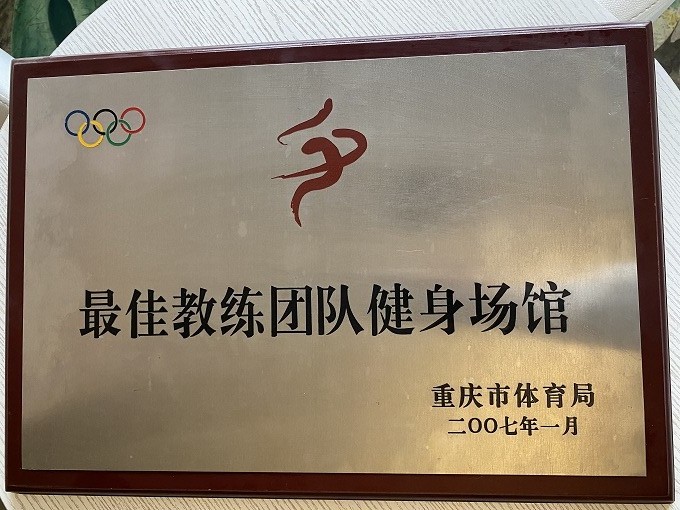 最佳教练团队健身场馆
重庆市体育局
二〇〇七年一月